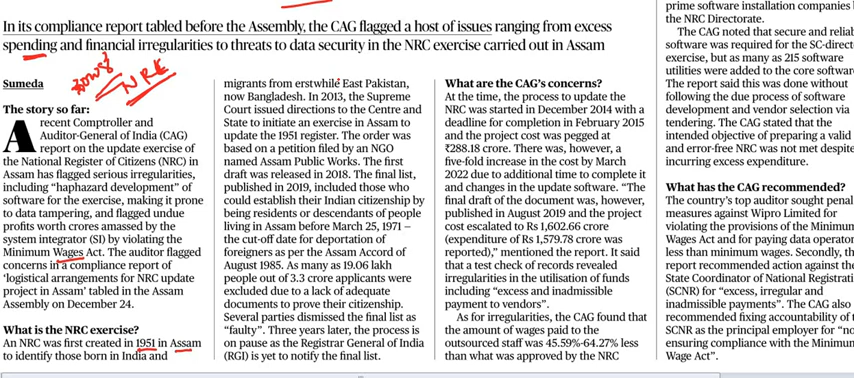 In its compliance report tabled before the Assembly, the CAG flagged a host of issues ranging from excess
spending and financial irregularities to threats to data security in the NRC exercise carried out in Assam
Sumeda
The story so far:
A recent Comptroller and
Auditor-General of India (CAG)
report on the update exercise of
the National Register of Citizens (NRC) in
Assam has flagged serious irregularities,
including “haphazard development” of
software for the exercise, making it prone
to data tampering, and flagged undue
profits worth crores amassed by the
system integrator (SI) by violating the
Minimum Wages Act. The auditor flagged
concerns in a compliance report of
‘logistical arrangements for NRC update
project in Assam’ tabled in the Assam
Assembly on December 24.
What is the NRC exercise?
An NRC was first created in 1951 in Assam
to identify those born in India and
migrants from erstwhile East Pakistan,
now Bangladesh. In 2013, the Supreme
Court issued directions to the Centre and
State to initiate an exercise in Assam to
update the 1951 register. The order was
based on a petition filed by an NGO
named Assam Public Works. The first
draft was released in 2018. The final list,
published in 2019, included those who
could establish their Indian citizenship by
being residents or descendants of people
living in Assam before March 25, 1971 –
the cut-off date for deportation of
foreigners as per the Assam Accord of
August 1985. As many as 19.06 lakh
people out of 3.3 crore applicants were
excluded due to a lack of adequate
documents to prove their citizenship.
Several parties dismissed the final list as
“faulty”. Three years later, the process is
on pause as the Registrar General of India
(RGI) is yet to notify the final list.
What are the CAG’s concerns?
At the time, the process to update the
NRC was started in December 2014 with a
deadline for completion in February 2015
and the project cost was pegged at
₹288.18 crore. There was, however, a
five-fold increase in the cost by March
2022 due to additional time to complete it
and changes in the update software. “The
final draft of the document was, however,
published in August 2019 and the project
cost escalated to Rs 1,602.66 crore
(expenditure of Rs 1,579.78 crore was
reported),” mentioned the report. It said
that a test check of records revealed
irregularities in the utilisation of funds
including “excess and inadmissible
payment to vendors”.
As for irregularities, the CAG found that
the amount of wages paid to the
outsourced staff was 45.59%-64.27% less
than what was approved by the NRC
prime software installation companies
the NRC Directorate.
The CAG noted that secure and
software was required for the
exercise, but as many as 215 software
utilities were added to the core
The report said this was done without
following the due process of software
development and vendor selection via
tendering. The CAG stated that the
intended objective of preparing a valid
and error-free NRC was not met
incurring excess expenditure.
What has the CAG recommended?
The country’s top auditor sought penal
measures against Wipro Limited for
violating the provisions of the
Wages Act and for paying data
less than minimum wages. Secondly,
report recommended action against the
State Coordinator of National
(SCNR) for “excess, irregular and
inadmissible payments”. The CAG also
recommended fixing accountability of
SCNR as the principal employer for
ensuring compliance with the Minimum
Wage Act”.